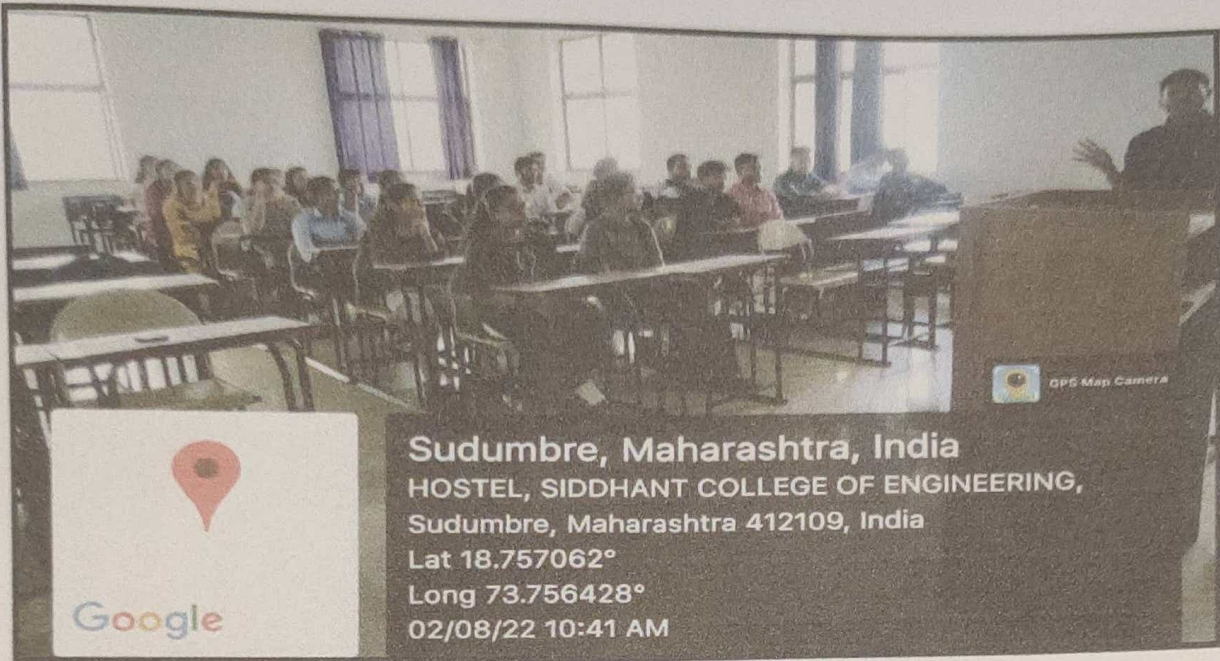 GPS Map Camera
Sudumbre, Maharashtra, India
HOSTEL, SIDDHANT COLLEGE OF ENGINEERING,
Sudumbre, Maharashtra 412109, India
Lat 18.757062°
Long 73.756428°
02/08/22 10:41 AM
Google